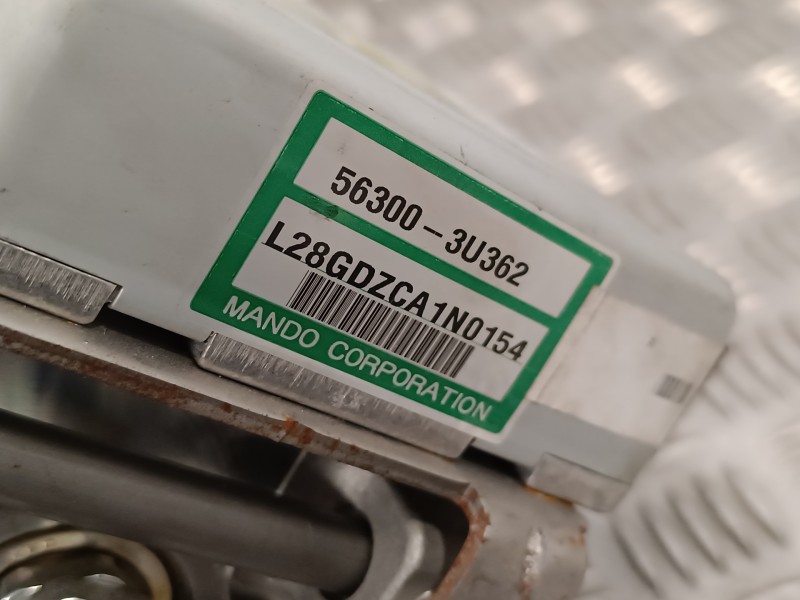 56300-3U362
L28GDZCA1N0154
MANDO CORPORATION